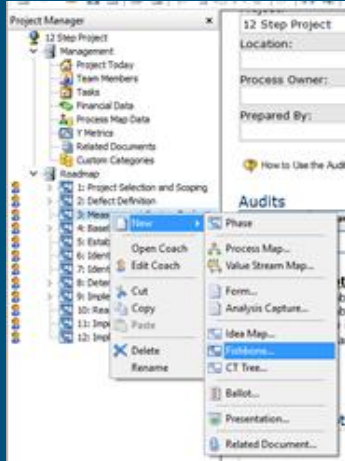 Project Manager
12 Step Project
Management
Project Today
Team Members
Tasks
Financial Data
Process Map Data
Y Metrics
Related Documents
Custom Categories
Roadmap
1: Project Selection and Scoping
2: Defect Definition
3: Meas
4: Basel
5: Estab
6: Ident
7: Ident
8: Deter
9: Imple
10: Rea
11: Impl
12: Impl
New
Open Coach
Edit Coach
Cut
Copy
Paste
Delete
Rename
Phase
Process Map...
Value Stream Map...
Form...
Analysis Capture...
Idea Map...
Fishbone...
CT Tree...
Ballot...
Presentation...
Related Document...
12 Step Project
Location:
Process Owner:
Prepared By:
How to Use the Audi
Audits